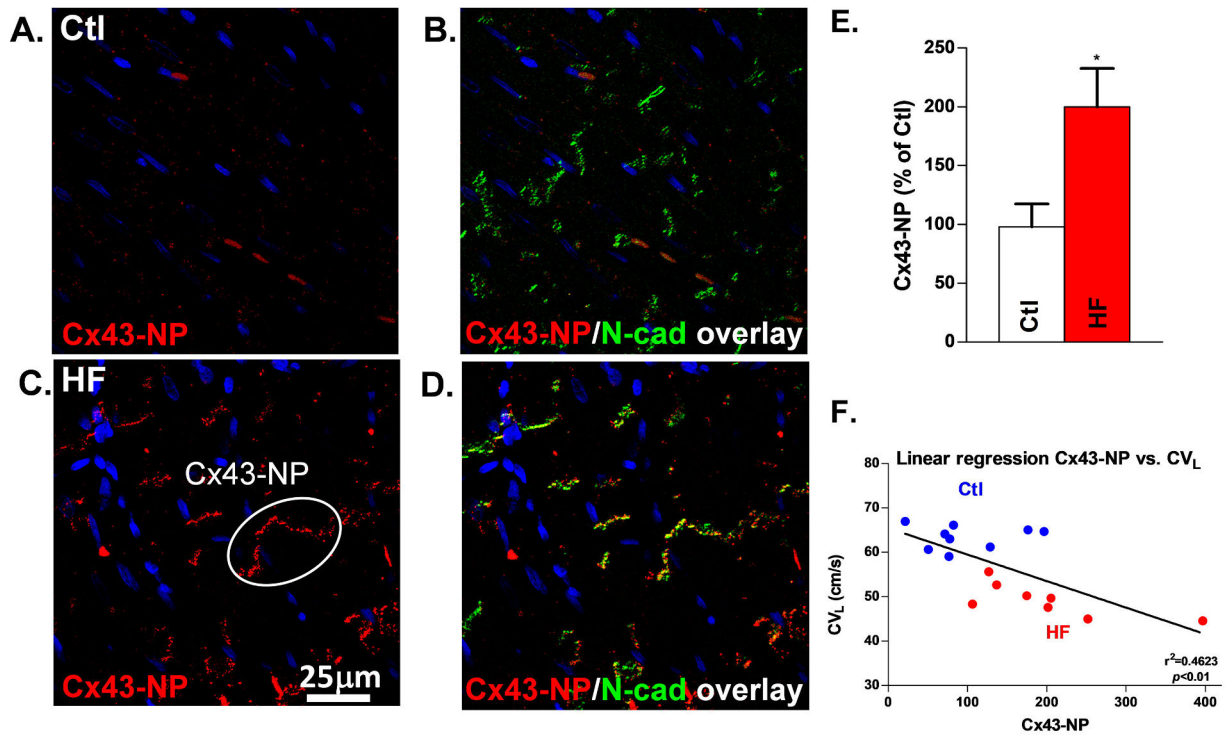 A.
Ctl
Cx43-NP
B.
Cx43-NP/N-cad overlay
C.
HF
Cx43-NP
Cx43-NP
25μm
D.
Cx43-NP/N-cad overlay
E.
Cx43-NP (% of Ctl)
250
200
150
100
50
0
*
Ctl
HF
F.
Linear regression Cx43-NP vs. CVL
CVL (cm/s)
80
70
60
50
40
30
Ctl
HF
r²=0.4623
p<0.01
0
100
200
300
400
Cx43-NP